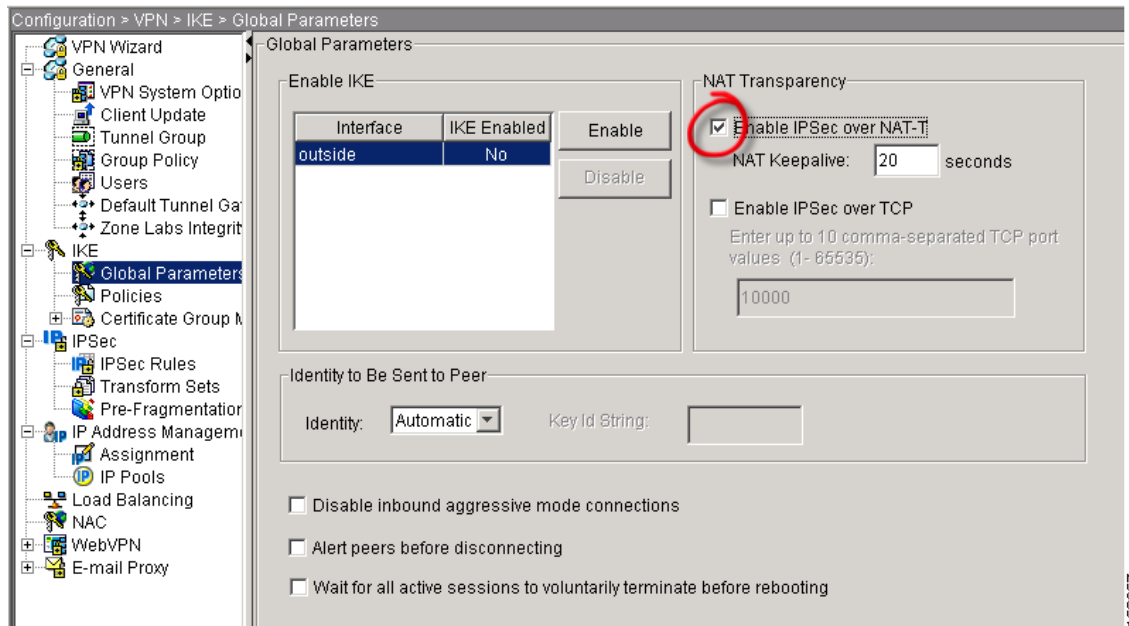 Configuration > VPN > IKE > Global Parameters
VPN Wizard
General
VPN System Optio
Client Update
Tunnel Group
Group Policy
Users
Default Tunnel Ga
Zone Labs Integrit
IKE
Global Parameters
Policies
Certificate Group M
IPSec
IPSec Rules
Transform Sets
Pre-Fragmentation
IP Address Managem
Assignment
IP Pools
Load Balancing
NAC
WebVPN
E-mail Proxy
Global Parameters
Enable IKE
Interface IKE Enabled
outside No
Enable
Disable
NAT Transparency
Enable IPSec over NAT-T
NAT Keepalive: 20 seconds
Enable IPSec over TCP
Enter up to 10 comma-separated TCP port
values (1- 65535):
10000
Identity to Be Sent to Peer
Identity: Automatic Key Id String:
Disable inbound aggressive mode connections
Alert peers before disconnecting
Wait for all active sessions to voluntarily terminate before rebooting